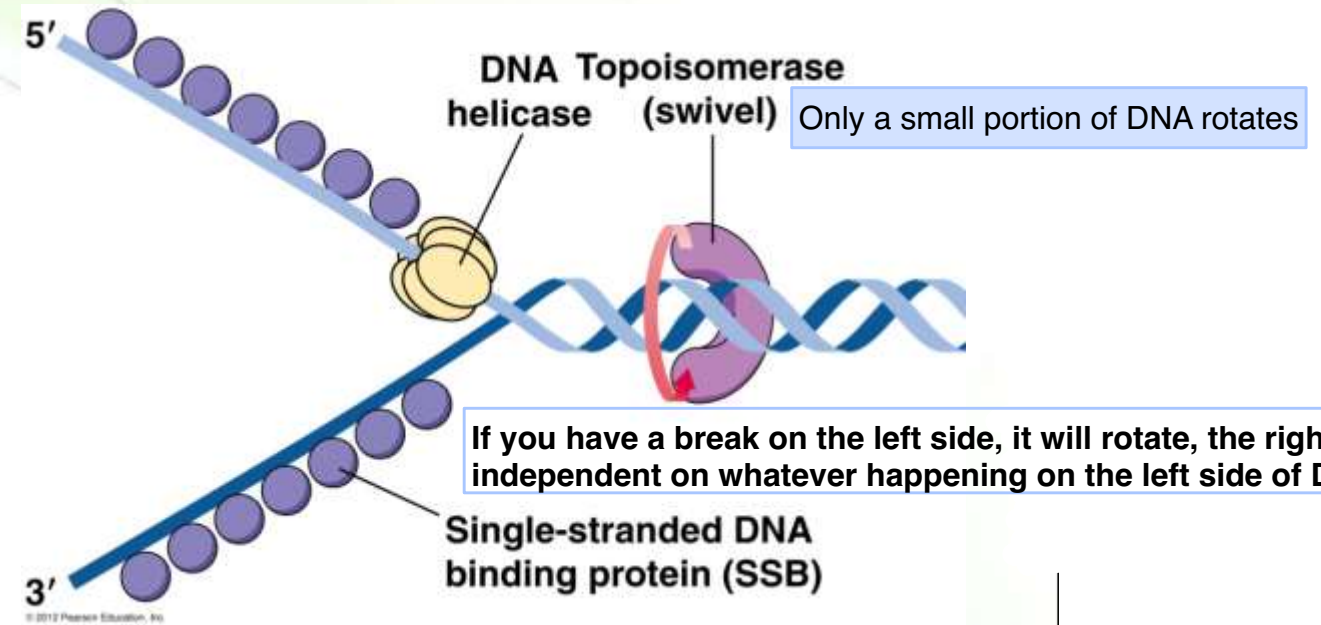 5′
DNA
helicase
Topoisomerase
(swivel)
Only a small portion of DNA rotates
If you have a break on the left side, it will rotate, the righ
independent on whatever happening on the left side of D
Single-stranded DNA
binding protein (SSB)
3′
© 2012 Pearson Education, Inc.